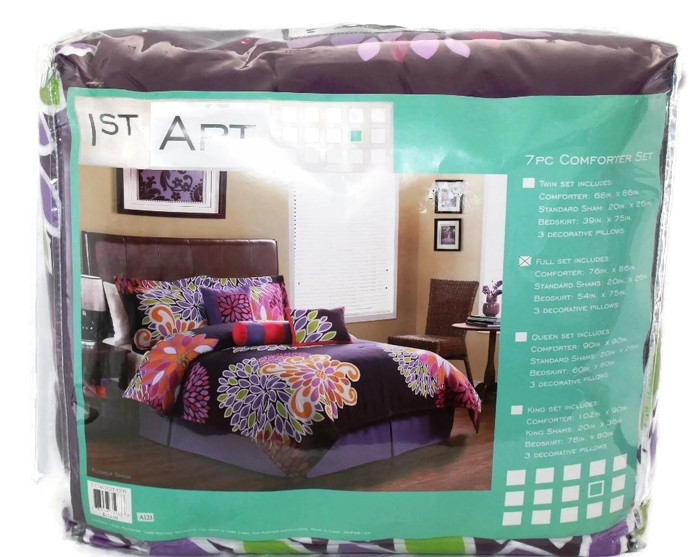 1ST APT
7PC COMFORTER SET
TWIN SET INCLUDES:
COMFORTER: 68IN. X 86IN.
STANDARD SHAM: 20IN. X 26IN.
BEDSKIRT: 39IN. X 75IN.
3 DECORATIVE PILLOWS
FULL SET INCLUDES:
COMFORTER: 76IN. X 86IN.
STANDARD SHAMS: 20IN. X 26IN.
BEDSKIRT: 54IN. X 75IN.
QUEEN SET INCLUDES:
COMFORTER: 90IN. X 90IN.
STANDARD SHAMS: 20IN. X 26IN.
BEDSKIRT: 60IN. X 80IN.
3 DECORATIVE PILLOWS
KING SET INCLUDES:
COMFORTER: 102IN. X 90IN.
KING SHAMS: 20IN. X 36IN.
BEDSKIRT: 78IN. X 80IN.
3 DECORATIVE PILLOWS
A123